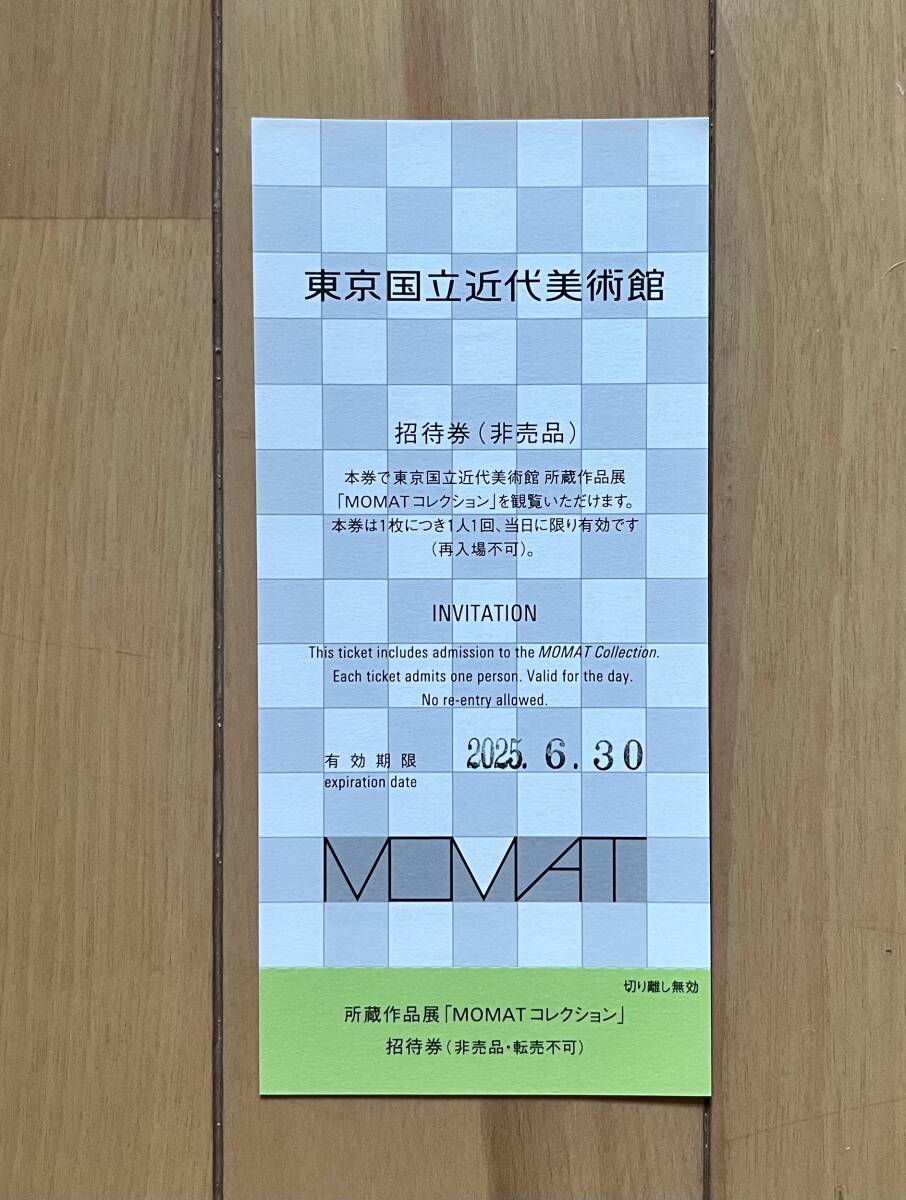 東京国立近代美術館
招待券（非売品）
本券で東京国立近代美術館 所蔵作品展
「MOMATコレクション」を観覧いただけます。
本券は1枚につき1人1回、当日に限り有効です
（再入場不可）。
INVITATION
This ticket includes admission to the MOMAT Collection.
Each ticket admits one person. Valid for the day.
No re-entry allowed.
有効期限 2025. 6. 30
expiration date
MOMAT
切り離し無効
所蔵作品展「MOMATコレクション」
招待券（非売品・転売不可）